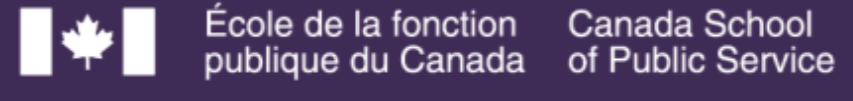 École de la fonction
publique du Canada
Canada School
of Public Service